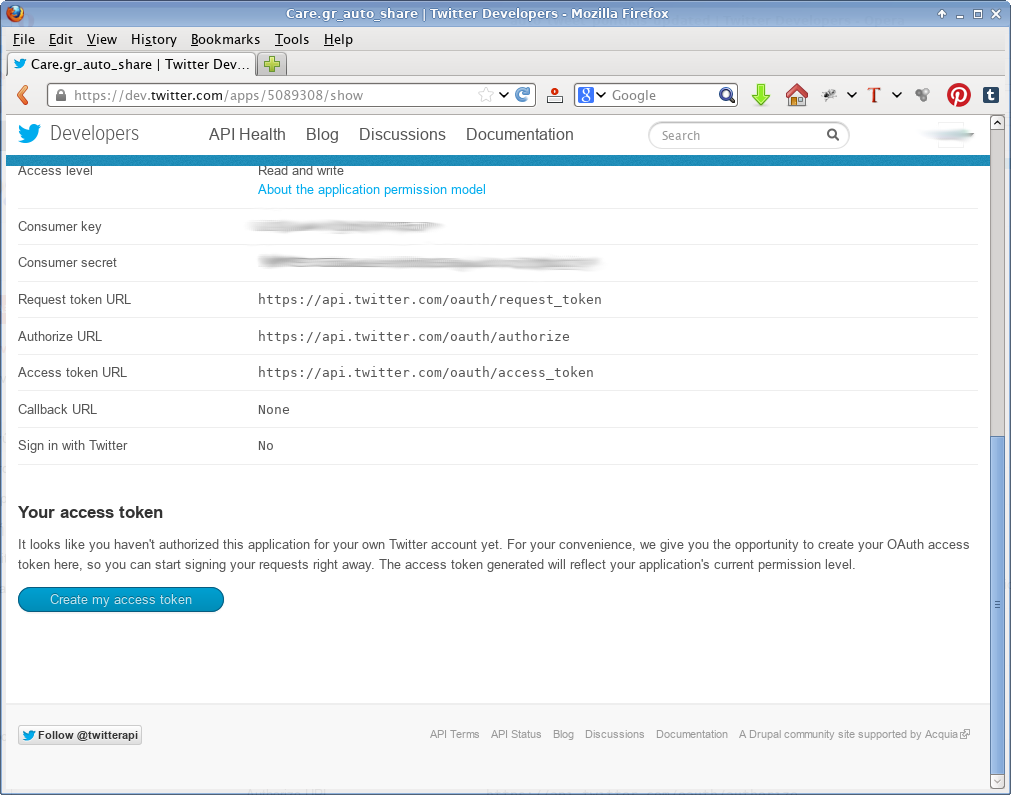 Care.gr_auto_share | Twitter Developers - Mozilla Firefox
File Edit View History Bookmarks Tools Help
Care.gr_auto_share | Twitter Dev...
https://dev.twitter.com/apps/5089308/show 8 Google T t
Developers API Health Blog Discussions Documentation Search
Access level Read and write
About the application permission model
Consumer key
Consumer secret
Request token URL https://api.twitter.com/oauth/request_token
Authorize URL https://api.twitter.com/oauth/authorize
Access token URL https://api.twitter.com/oauth/access_token
Callback URL None
Sign in with Twitter No
Your access token
It looks like you haven't authorized this application for your own Twitter account yet. For your convenience, we give you the opportunity to create your OAuth access
token here, so you can start signing your requests right away. The access token generated will reflect your application's current permission level.
Create my access token
Follow @twitterapi API Terms API Status Blog Discussions Documentation A Drupal community site supported by Acquia